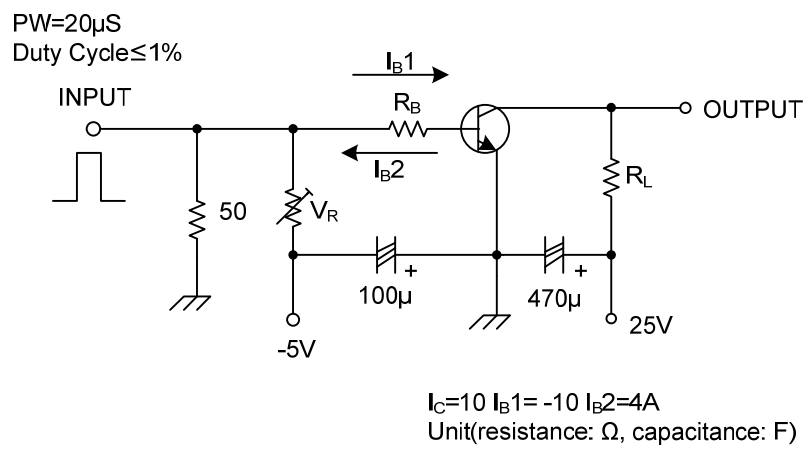 PW=20µS
Duty Cycle≤1%
INPUT
IB1
RB
OUTPUT
IB2
RL
50
VR
+
100µ
+
470µ
-5V
25V
IC=10 IB1= -10 IB2=4A
Unit(resistance: Ω, capacitance: F)